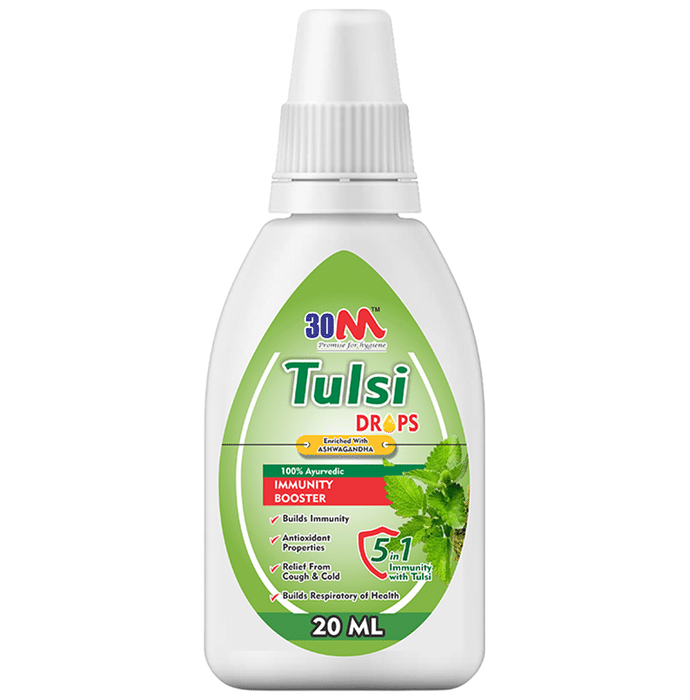 30M™
Promise for hygiene
Tulsi
DROPS
Enriched With
ASHWAGANDHA
100% Ayurvedic
IMMUNITY
BOOSTER
Builds Immunity
Antioxidant
Properties
Relief From
Cough & Cold
Builds Respiratory of Health
5 in 1
Immunity
with Tulsi
20 ML